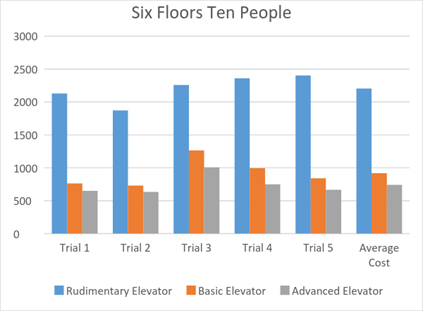 Six Floors Ten People
3000
2500
2000
1500
1000
500
0
Trial 1 Trial 2 Trial 3 Trial 4 Trial 5 Average
Cost
Rudimentary Elevator Basic Elevator Advanced Elevator